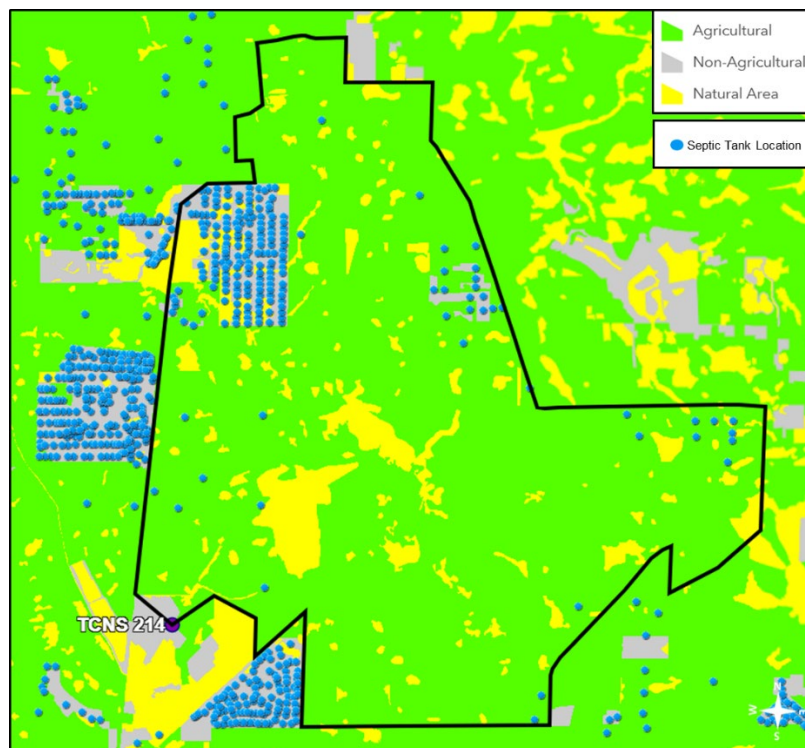 Agricultural
Non-Agricultural
Natural Area
Septic Tank Location
TCNS 214
N
W
E
S